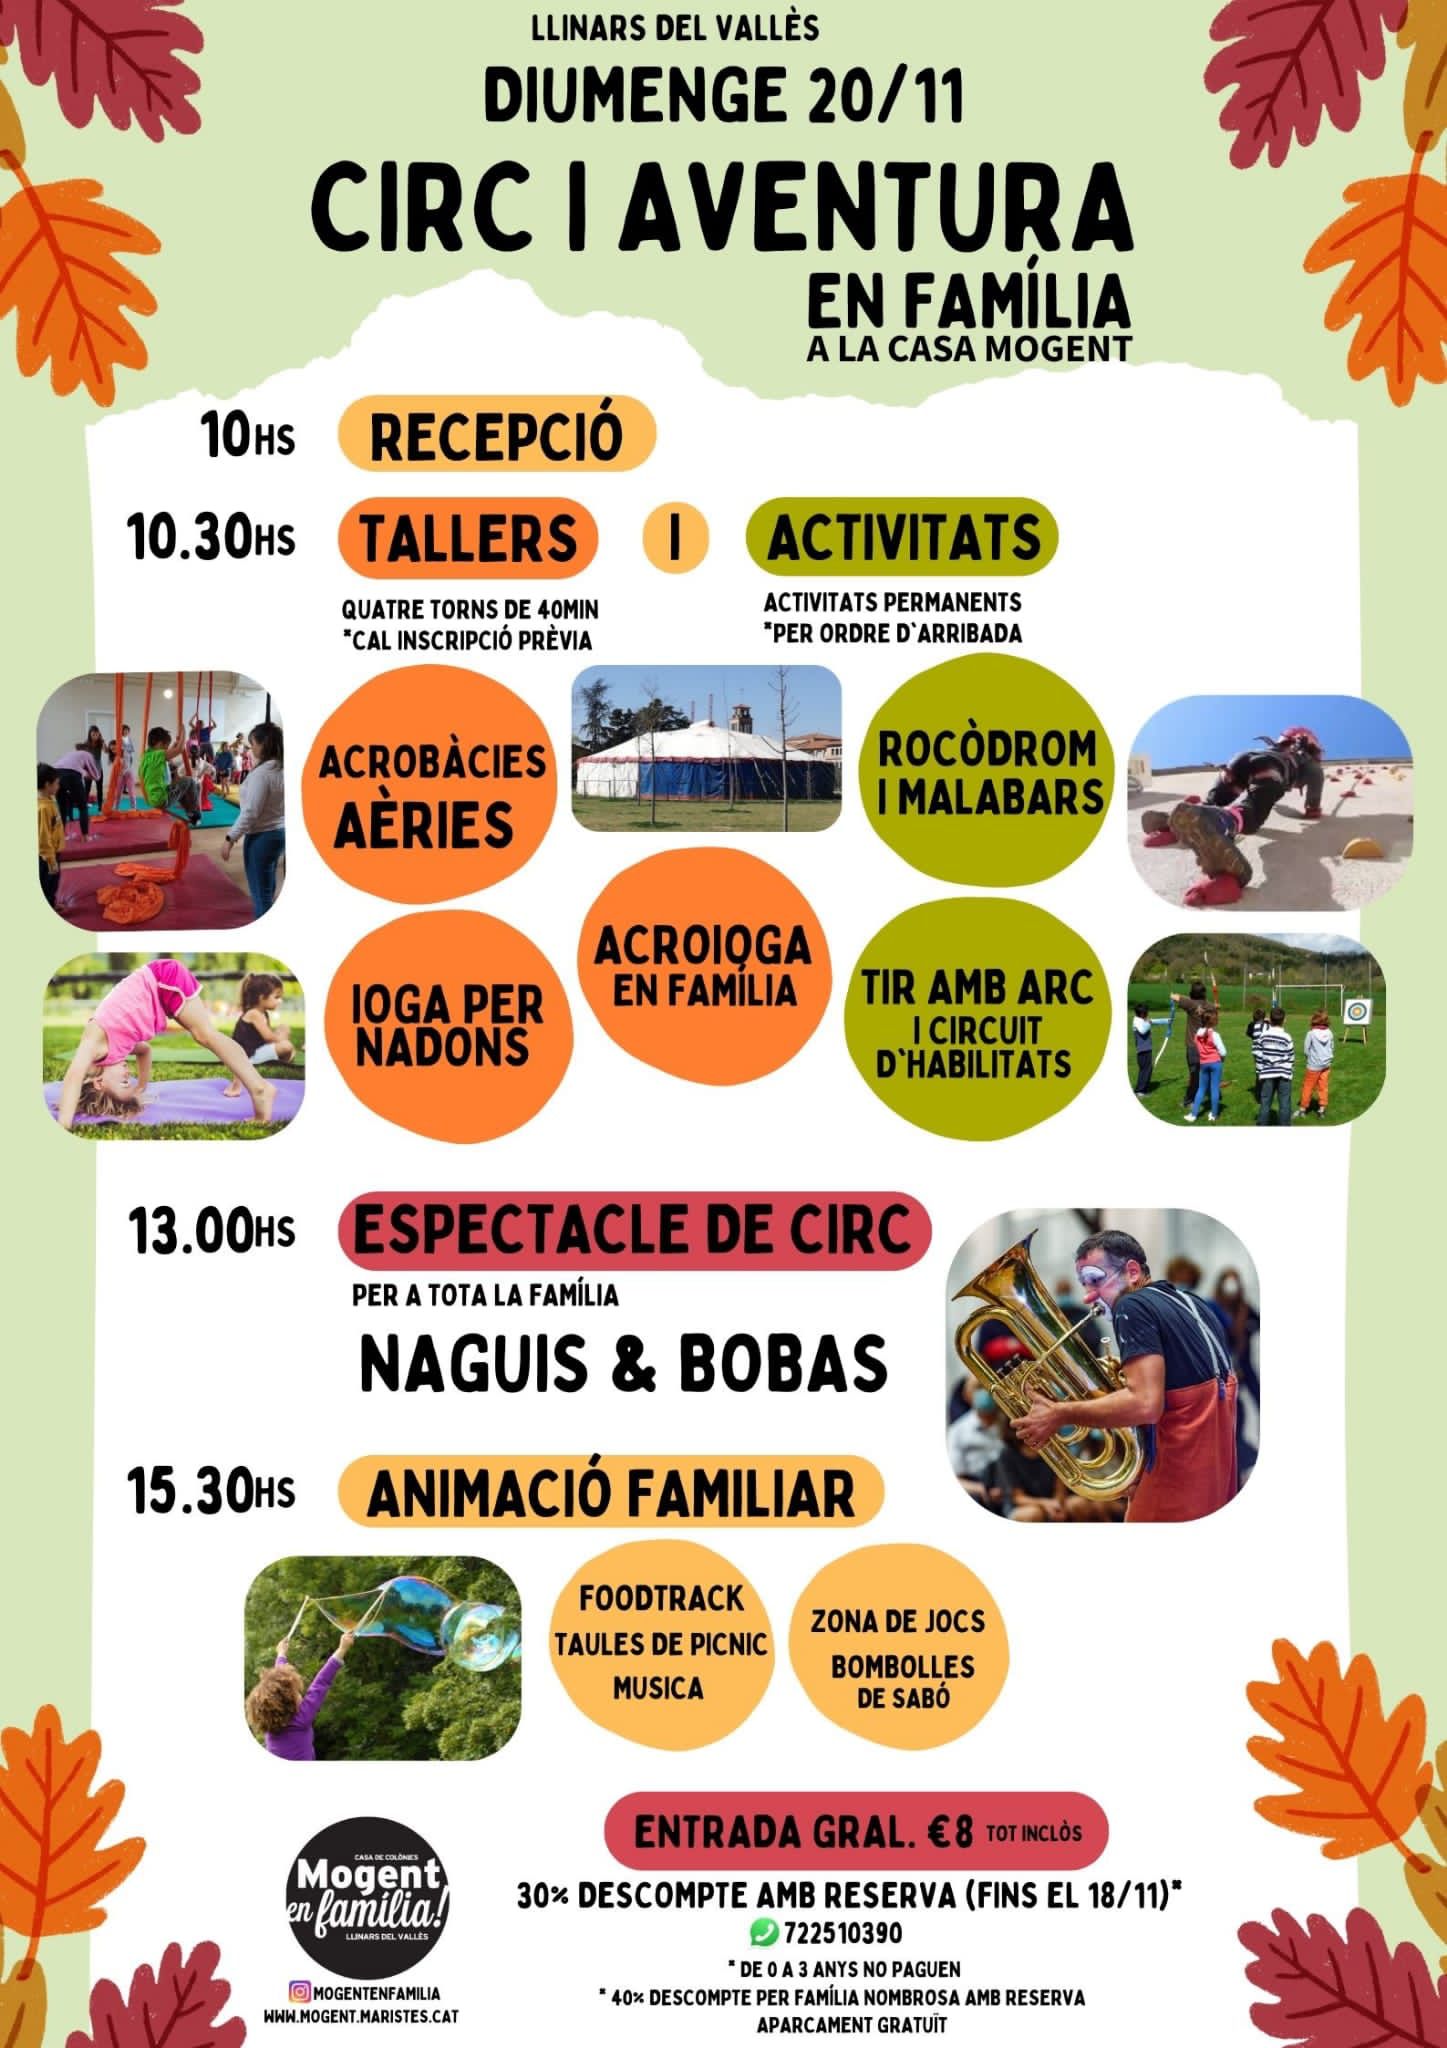 LLINARS DEL VALLÈS
DIUMENGE 20/11
CIRC I AVENTURA
EN FAMÍLIA
A LA CASA MOGENT
10HS RECEPCIÓ
10.30HS TALLERS I ACTIVITATS
QUATRE TORNS DE 40MIN
*CAL INSCRIPCIÓ PRÈVIA
ACTIVITATS PERMANENTS
*PER ORDRE D`ARRIBADA
ACROBÀCIES
AÈRIES
ROCÒDROM
I MALABARS
IOGA PER
NADONS
ACROIOGA
EN FAMÍLIA
TIR AMB ARC
I CIRCUIT
D`HABILITATS
13.00HS ESPECTACLE DE CIRC
PER A TOTA LA FAMÍLIA
NAGUIS & BOBAS
15.30HS ANIMACIÓ FAMILIAR
FOODTRACK
TAULES DE PICNIC
MUSICA
ZONA DE JOCS
BOMBOLLES
DE SABÓ
ENTRADA GRAL. €8 TOT INCLÒS
30% DESCOMPTE AMB RESERVA (FINS EL 18/11)*
722510390
* DE 0 A 3 ANYS NO PAGUEN
* 40% DESCOMPTE PER FAMÍLIA NOMBROSA AMB RESERVA
APARCAMENT GRATUÏT
CASA DE COLÒNIES
Mogent
en família!
LLINARS DEL VALLÈS
MOGENTENFAMILIA
WWW.MOGENT.MARISTES.CAT